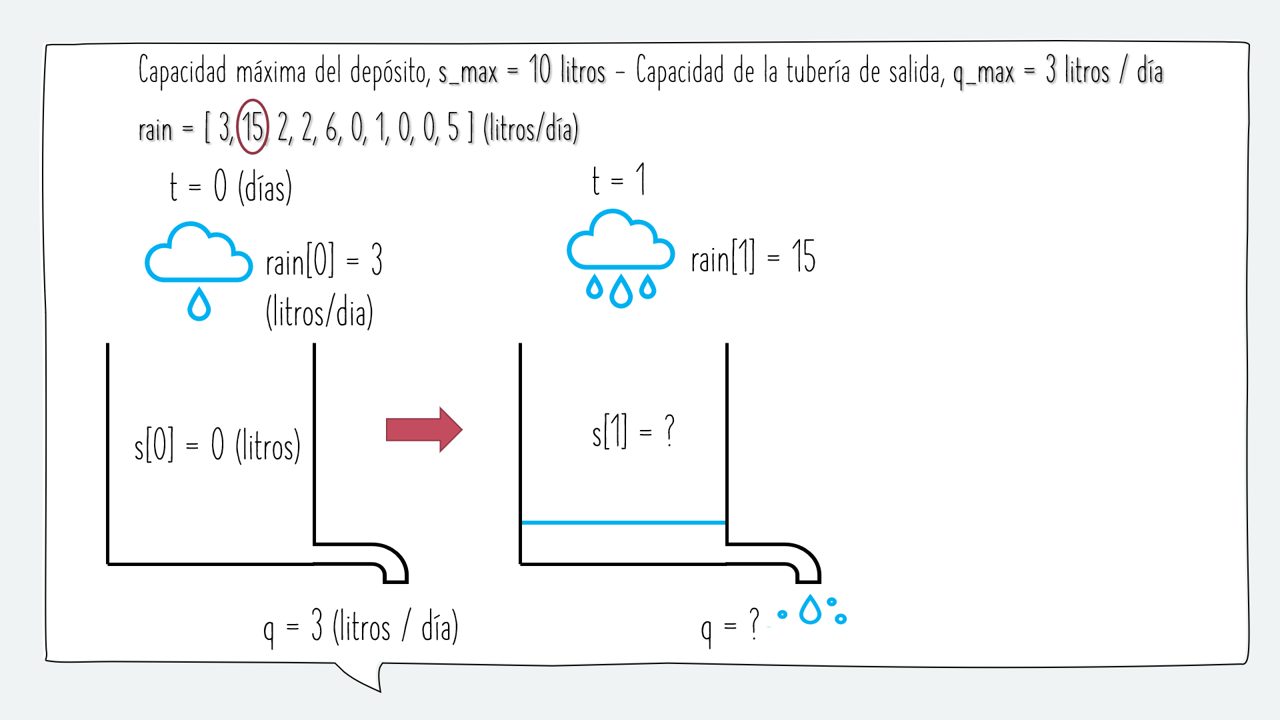 Capacidad máxima del depósito, s_max = 10 litros – Capacidad de la tubería de salida, q_max = 3 litros / día
rain = [ 3, 15 2, 2, 6, 0, 1, 0, 0, 5 ] (litros/día)
t = 0 (días)
rain[0] = 3
(litros/dia)
s[0] = 0 (litros)
q = 3 (litros / día)
t = 1
rain[1] = 15
s[1] = ?
q = ?